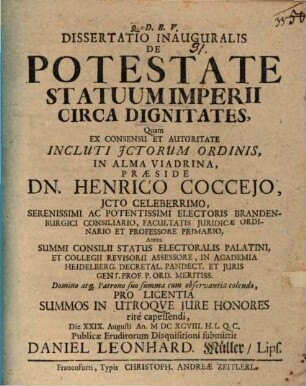 Q. D. B. V.
DISSERTATIO INAUGURALIS
DE
POTESTATE
STATUUM IMPERII
CIRCA DIGNITATES,
Quam
EX CONSENSU ET AUTORITATE
INCLUTI JCTORUM ORDINIS,
IN ALMA VIADRINA,
PRÆSIDE
DN. HENRICO COCCEJO,
JCTO CELEBERRIMO,
SERENISSIMI AC POTENTISSIMI ELECTORIS BRANDEN-
BURGICI CONSILIARIO, FACULTATIS JURIDICÆ ORDI-
NARIO ET PROFESSORE PRIMARIO,
Antea
SUMMI CONSILII STATUS ELECTORALIS PALATINI,
ET COLLEGII REVISORII ASSESSORE, IN ACADEMIA
HEIDELBERG. DECRETAL. PANDECT. ET JURIS
GENT. PROF. P. ORD. MERITISS.
Domino atq; Patrono suo summa cum observantia colendo,
PRO LICENTIA
SUMMOS IN UTROQVE JURE HONORES
rité capessendi,
Die XXIX. Augusti An. M DC XCVIII. H. L. Q. C.
Publicæ Eruditorum Disquisitioni submittit
DANIEL LEONHARD. Müller / Lips.
Francofurti, Typis CHRISTOPH. ANDREÆ ZEITLERI.